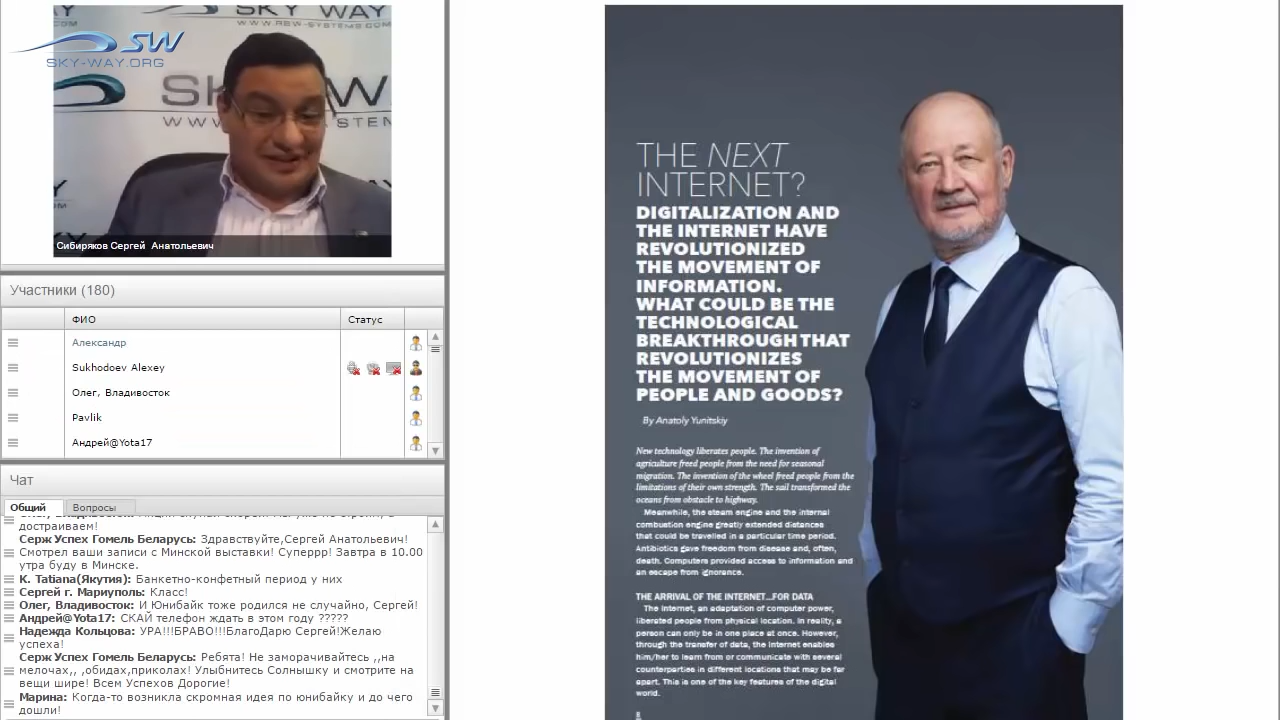 SKY WAY
WWW.RSW-SYSTEMS.COM
SW
SKY-WAY.ORG
Сибиряков Сергей Анатольевич
Участники (180)
ФИО
Статус
Александр
Sukhodoev Alexey
Олег, Владивосток
Pavlik
Андрей@Yota17
Чат
Общий
Вопросы
достраиваем!
Сапончик Гомель Беларусь: Здравствуйте,Сергей Анатольевич!
Смотрел ваши записи с Минской выставки! Суперрр! Завтра в 10.00
утра буду в Минске.
К. Tatiana(Якутия): Банкетно-конфетный период у них
Сергей г. Мариуполь: Класс!
Олег, Владивосток: И Юнибайк тоже родился не случайно, Сергей!
Андрей@Yota17: СКАЙ телефон ждать в этом году ?????
Надежда Кольцова: УРА!!!БРАВО!!!БлагоДарю Сергей!Желаю
успеха!
Сапончик Гомель Беларусь: Ребята! Не заморачивайтесь ,,на
мелочах,приколах! Улыбнитесь Солнышку и смотрите
Марина: Когда-то возникла скромная идея по юнибайку и до чего
дошли!
THE NEXT
INTERNET?
DIGITALIZATION AND
THE INTERNET HAVE
REVOLUTIONIZED
THE MOVEMENT OF
INFORMATION.
WHAT COULD BE THE
TECHNOLOGICAL
BREAKTHROUGH THAT
REVOLUTIONIZES
THE MOVEMENT OF
PEOPLE AND GOODS?
By Anatoly Yunitskiy
New technology liberates people. The invention of
agriculture freed people from the need for seasonal
migration. The invention of the wheel freed people from the
limitations of their own strength. The sail transformed the
oceans from obstacle to highway.
Meanwhile, the steam engine and the internal
combustion engine greatly extended distances
that could be travelled in a particular time period.
Antibiotics gave freedom from disease and, often,
death. Computers provided access to information and
an escape from ignorance.
THE ARRIVAL OF THE INTERNET...FOR DATA
The Internet, an adaptation of computer power,
liberated people from physical location. In reality, a
person can only be in one place at once. However,
through the transfer of data, the Internet enables
him/her to learn from or communicate with several
counterparties in different locations that may be far
apart. This is one of the key features of the digital
world.